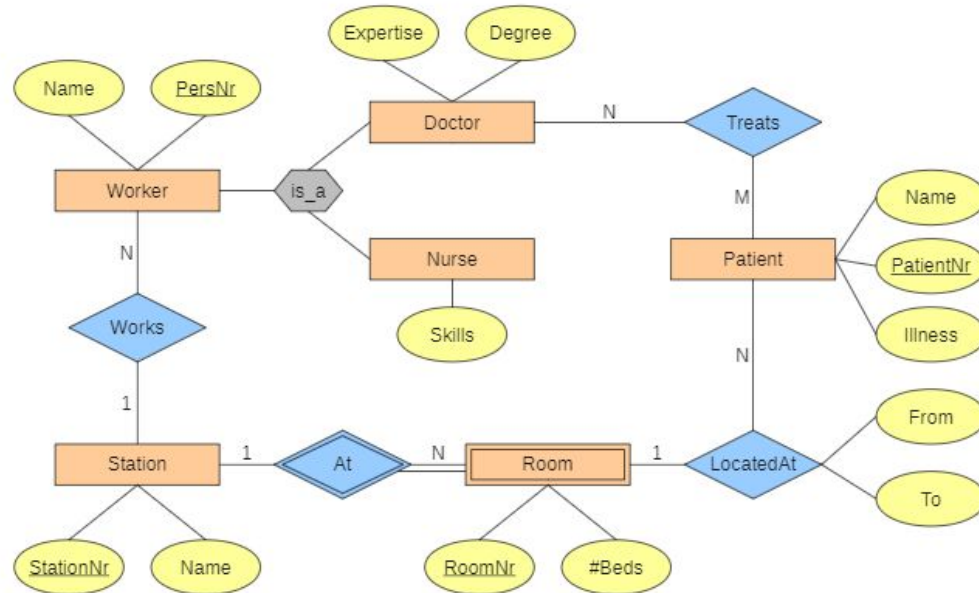 Expertise
Degree
Name
PersNr
Doctor
N
Treats
Worker
is_a
M
Name
N
Nurse
Patient
PatientNr
Works
Skills
Illness
N
1
From
Station
1
At
N
Room
1
LocatedAt
To
StationNr
Name
RoomNr
#Beds